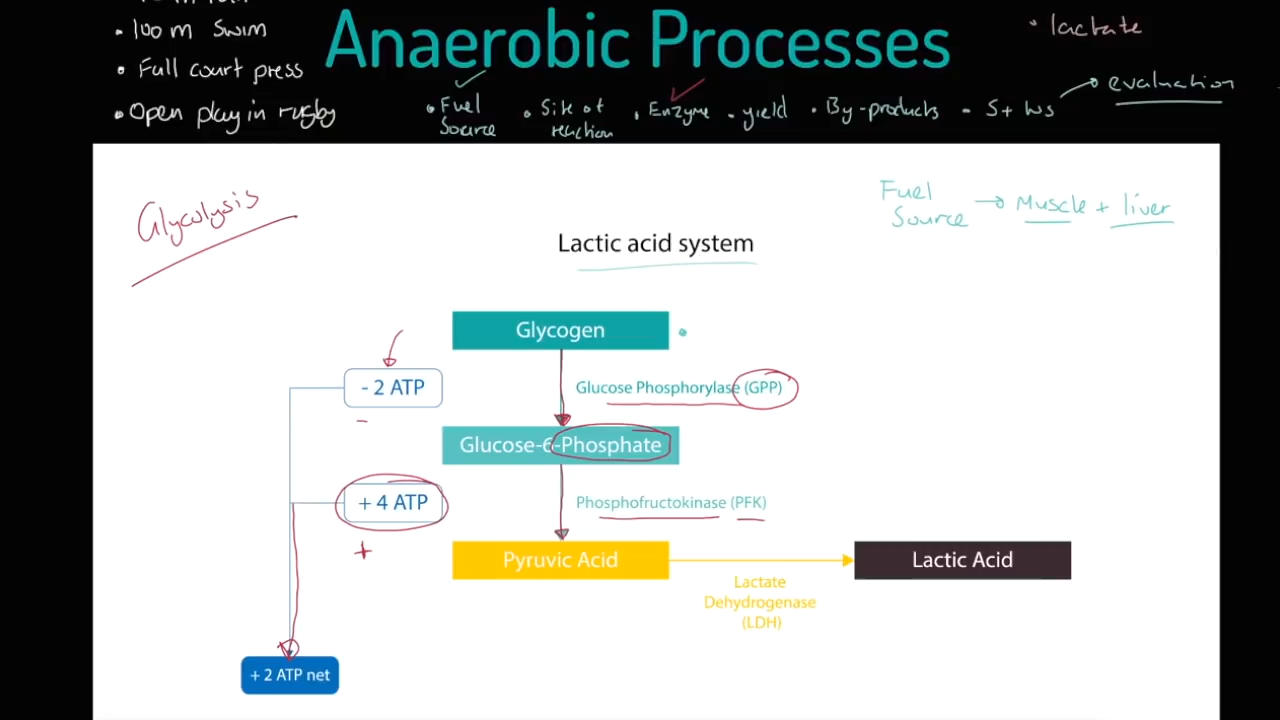 • 100 m Swim
• Full court press
• Open play in rugby
Anaerobic Processes
• lactate
• Fuel Source
• Site of reaction
• Enzyme
• yield
• By-products
• S + Ws
→ evaluation
Glycolysis
Fuel Source → Muscle + liver
Lactic acid system
Glycogen
- 2 ATP
Glucose Phosphorylase (GPP)
Glucose-6-Phosphate
+ 4 ATP
Phosphofructokinase (PFK)
+
Pyruvic Acid
Lactic Acid
Lactate
Dehydrogenase
(LDH)
+ 2 ATP net